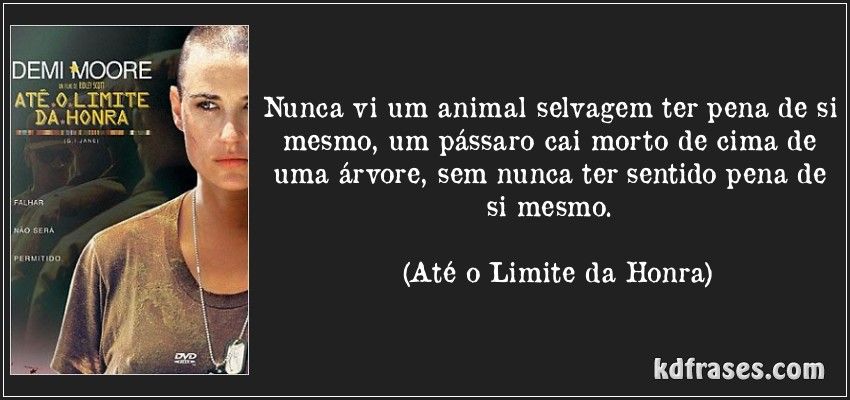 DEMI MOORE
UM FILME DE RIDLEY SCOTT
ATÉ.O.LIMITE
DA.HONRA
(G.I.JANE)
FALHAR
NÃO SERÁ
PERMITIDO
DVD
Nunca vi um animal selvagem ter pena de si
mesmo, um pássaro cai morto de cima de
uma árvore, sem nunca ter sentido pena de
si mesmo.
(Até o Limite da Honra)
kdfrases.com